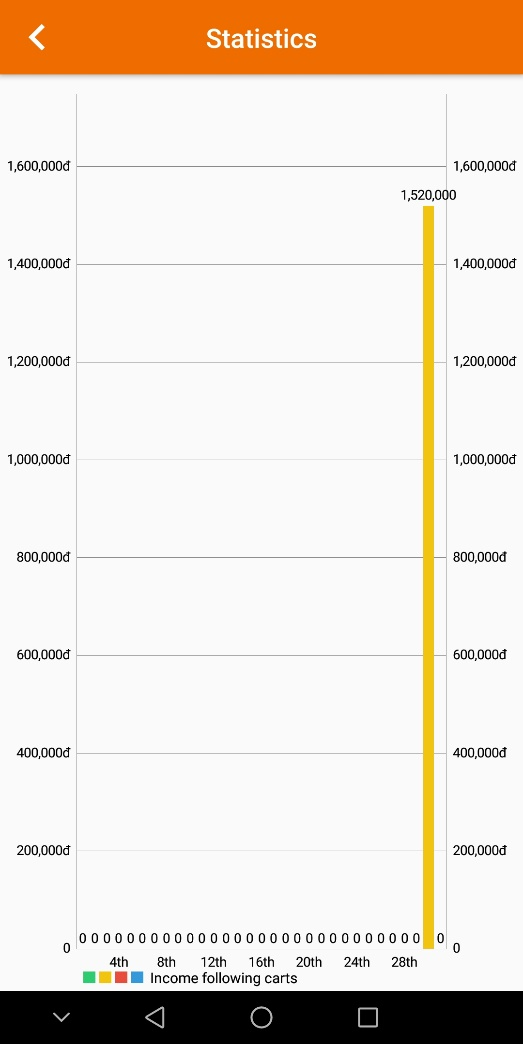 Statistics
1,600,000đ 1,600,000đ
1,520,000
1,400,000đ 1,400,000đ
1,200,000đ 1,200,000đ
1,000,000đ 1,000,000đ
800,000đ 800,000đ
600,000đ 600,000đ
400,000đ 400,000đ
200,000đ 200,000đ
0 0 0 0 0 0 0 0 0 0 0 0 0 0 0 0 0 0 0 0 0 0 0 0 0 0 0 0 0 0
0 0
4th 8th 12th 16th 20th 24th 28th
Income following carts